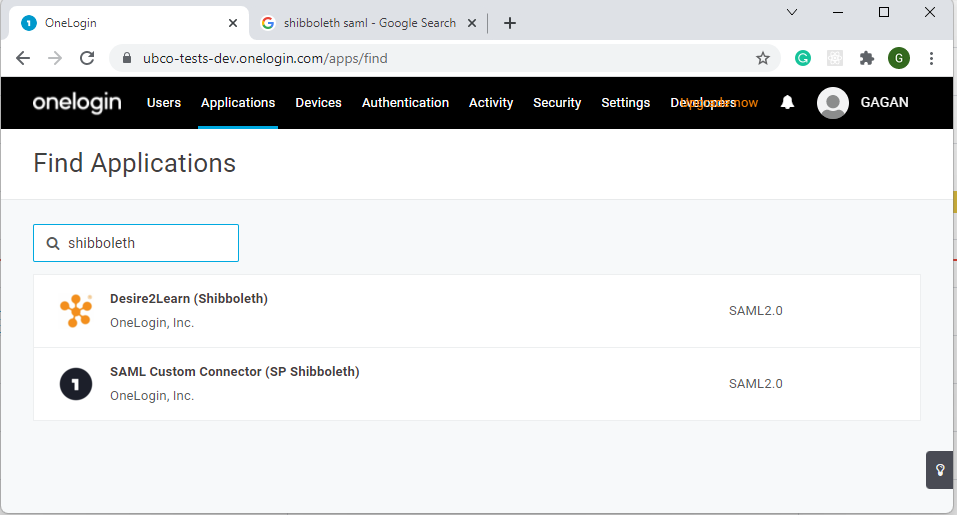 OneLogin
shibboleth saml - Google Search
ubco-tests-dev.onelogin.com/apps/find
G
onelogin
Users Applications Devices Authentication Activity Security Settings Developers Upgrade now GAGAN
Find Applications
shibboleth
Desire2Learn (Shibboleth)
OneLogin, Inc.
SAML2.0
SAML Custom Connector (SP Shibboleth)
OneLogin, Inc.
SAML2.0